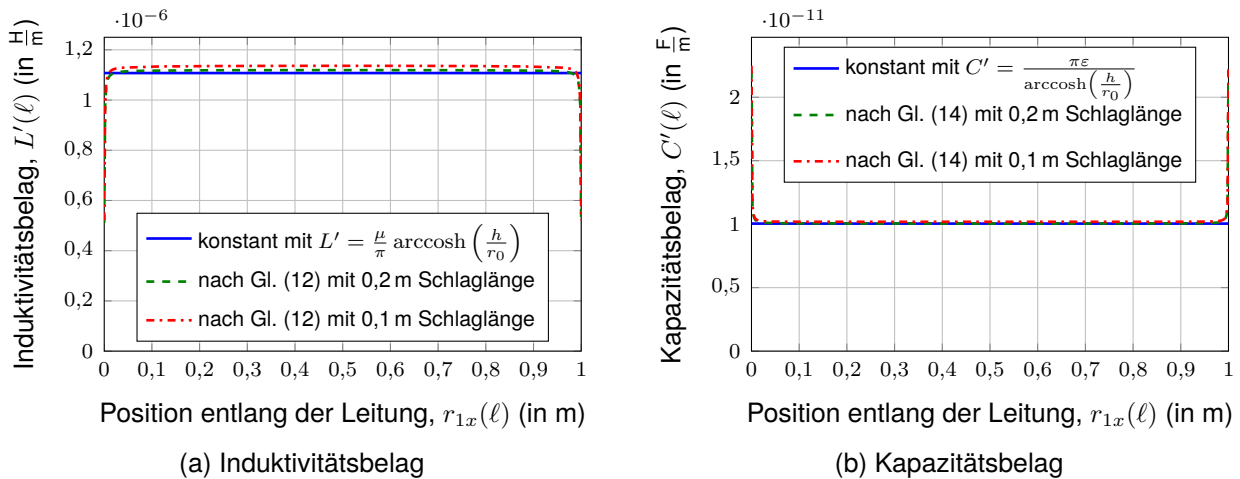 ·10⁻⁶
Induktivitätsbelag, L′(ℓ) (in H/m)
1,2
1
0,8
0,6
0,4
0,2
0
konstant mit L′ = μ/π arccosh(h/r₀)
nach Gl. (12) mit 0,2 m Schlaglänge
nach Gl. (12) mit 0,1 m Schlaglänge
0 0,1 0,2 0,3 0,4 0,5 0,6 0,7 0,8 0,9 1
Position entlang der Leitung, r₁ₓ(ℓ) (in m)
(a) Induktivitätsbelag
·10⁻¹¹
Kapazitätsbelag, C′(ℓ) (in F/m)
2
1,5
1
0,5
0
konstant mit C′ = πε/arccosh(h/r₀)
nach Gl. (14) mit 0,2 m Schlaglänge
nach Gl. (14) mit 0,1 m Schlaglänge
0 0,1 0,2 0,3 0,4 0,5 0,6 0,7 0,8 0,9 1
Position entlang der Leitung, r₁ₓ(ℓ) (in m)
(b) Kapazitätsbelag